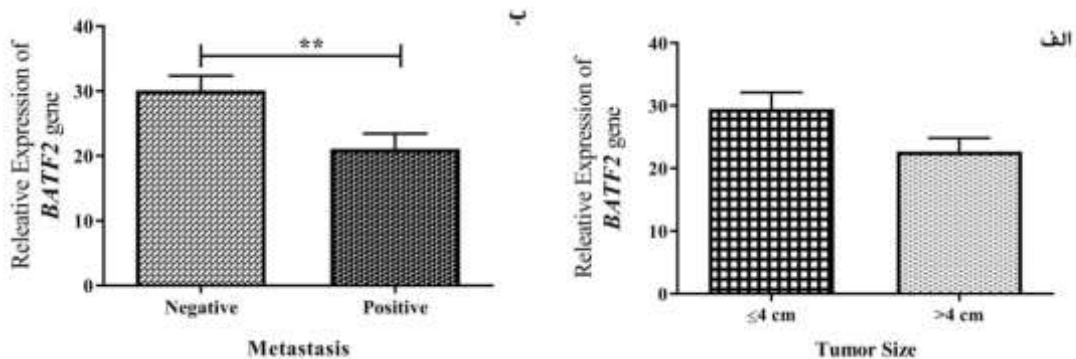 **
Releative Expression of
BATF2 gene
40
30
20
10
0
Negative Positive
Metastasis
الف
Releative Expression of
BATF2 gene
40
30
20
10
0
≤4 cm >4 cm
Tumor Size